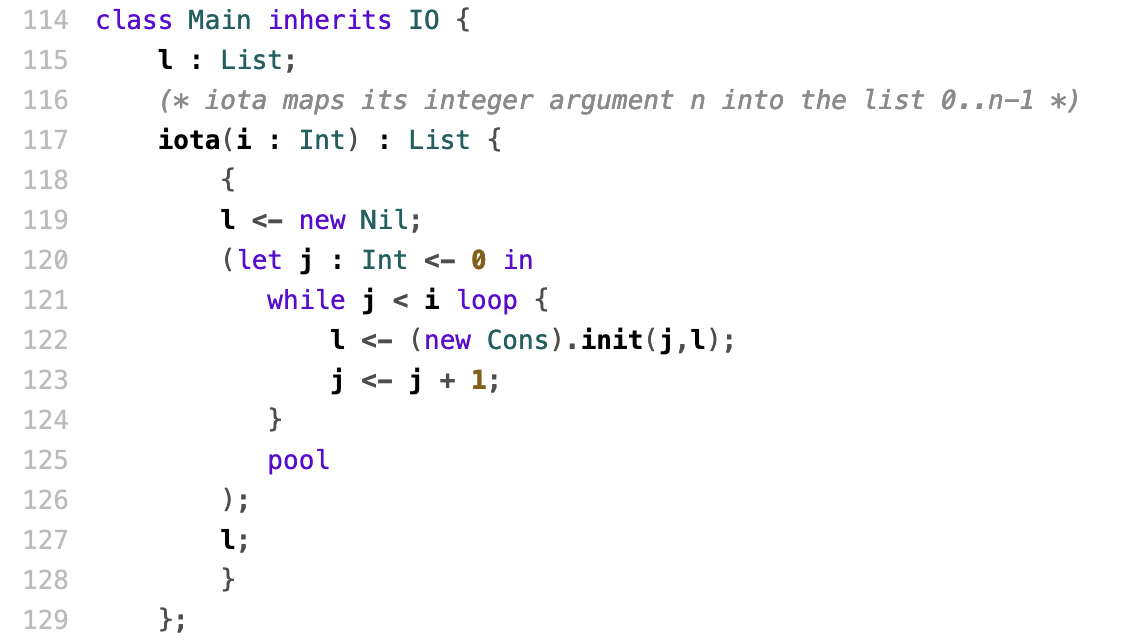 114 class Main inherits IO {
115     l : List;
116     (* iota maps its integer argument n into the list 0..n-1 *)
117     iota(i : Int) : List {
118         {
119         l <- new Nil;
120         (let j : Int <- 0 in
121            while j < i loop {
122                l <- (new Cons).init(j,l);
123                j <- j + 1;
124            }
125            pool
126         );
127         l;
128         }
129     };